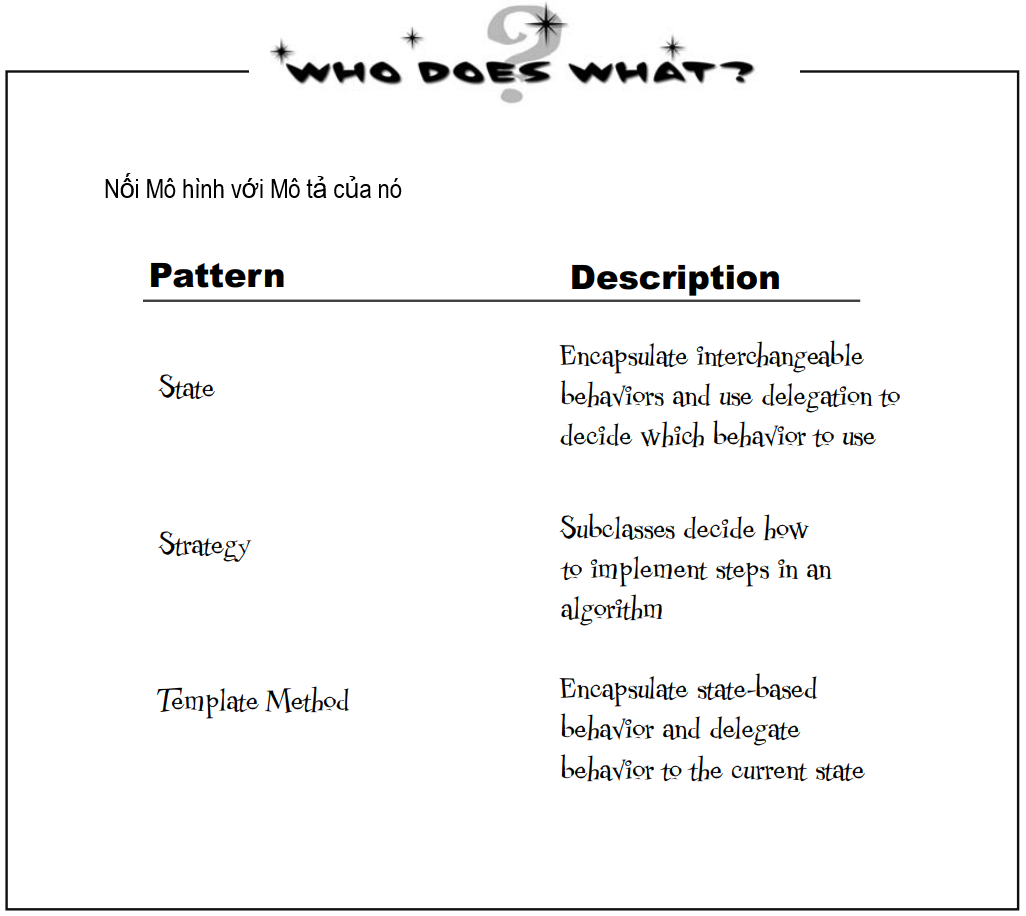 WHO DOES WHAT?
Nối Mô hình với Mô tả của nó
Pattern
Description
State
Encapsulate interchangeable
behaviors and use delegation to
decide which behavior to use
Strategy
Subclasses decide how
to implement steps in an
algorithm
Template Method
Encapsulate state-based
behavior and delegate
behavior to the current state